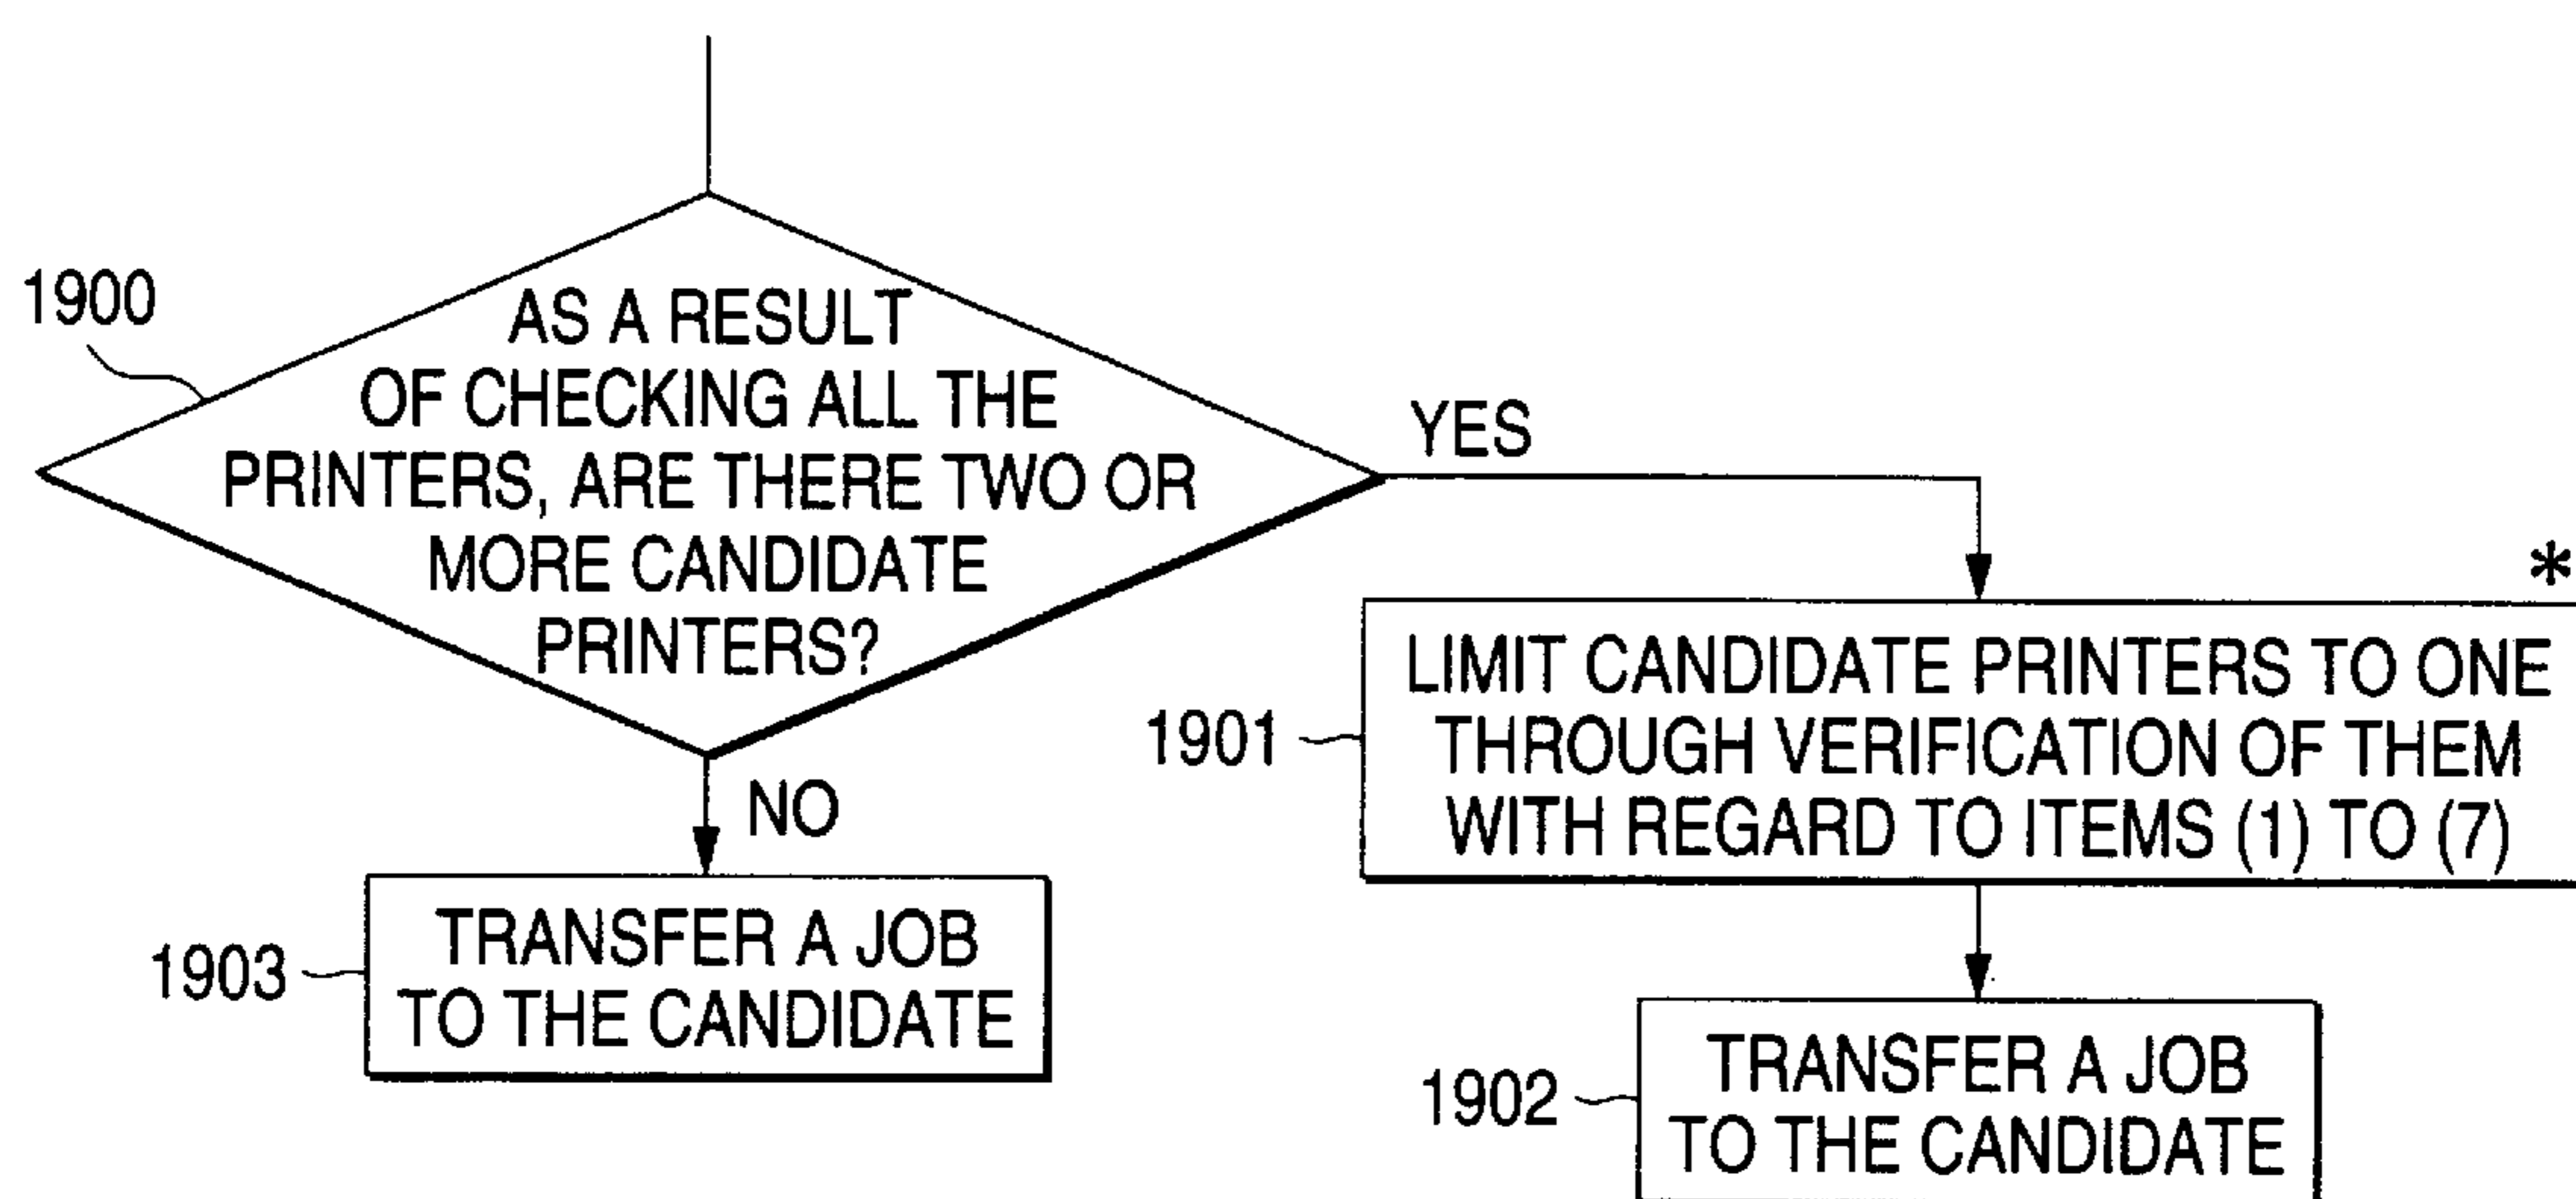 1900
AS A RESULT
OF CHECKING ALL THE
PRINTERS, ARE THERE TWO OR
MORE CANDIDATE
PRINTERS?
YES
NO
*
1901
LIMIT CANDIDATE PRINTERS TO ONE
THROUGH VERIFICATION OF THEM
WITH REGARD TO ITEMS (1) TO (7)
1903
TRANSFER A JOB
TO THE CANDIDATE
1902
TRANSFER A JOB
TO THE CANDIDATE